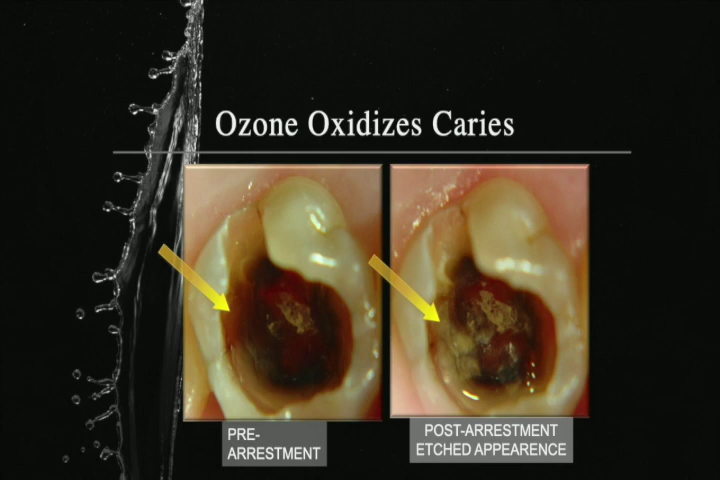 Ozone Oxidizes Caries
PRE-
ARRESTMENT
POST-ARRESTMENT
ETCHED APPEARENCE